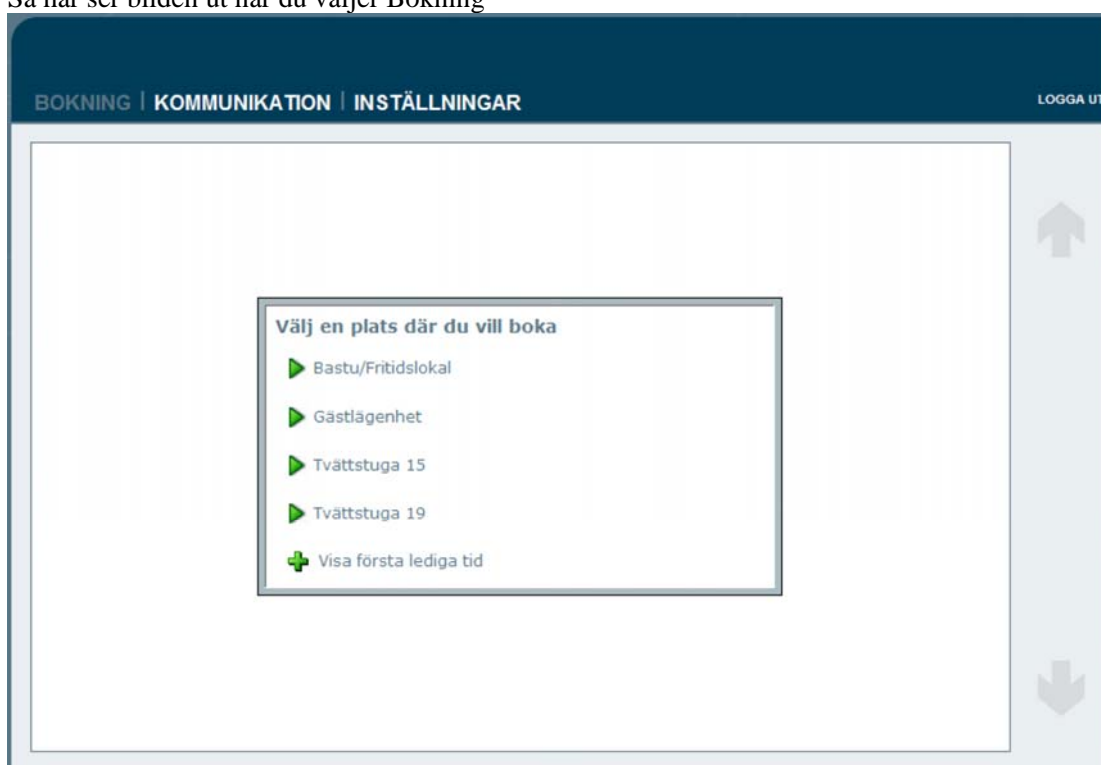 Så här ser bilden ut när du väljer Bokning
BOKNING | KOMMUNIKATION | INSTÄLLNINGAR
LOGGA UT
Välj en plats där du vill boka
Bastu/Fritidslokal
Gästlägenhet
Tvättstuga 15
Tvättstuga 19
Visa första lediga tid